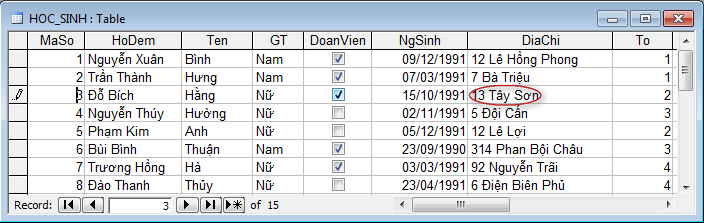 HOC_SINH : Table
MaSo HoDem Ten GT DoanVien NgSinh DiaChi To
1 Nguyễn Xuân Bình Nam 09/12/1991 12 Lê Hồng Phong 1
2 Trần Thành Hưng Nam 07/03/1991 7 Bà Triệu 1
3 Đỗ Bích Hằng Nữ 15/10/1991 13 Tây Sơn 2
4 Nguyễn Thúy Hường Nữ 02/11/1991 5 Đội Cấn 3
5 Phạm Kim Anh Nữ 05/12/1991 12 Lê Lợi 2
6 Bùi Bình Thuận Nam 23/09/1990 314 Phan Bội Châu 3
7 Trương Hồng Hà Nữ 03/03/1991 92 Nguyễn Trãi 4
8 Đào Thanh Thủy Nữ 23/04/1991 6 Điện Biên Phủ 4
Record: 3 of 15